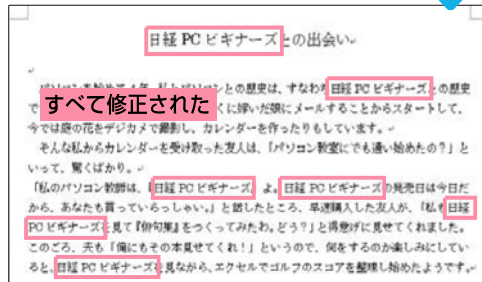 日経 PC ビギナーズとの出会い
パソコンを始めて 、私とパソコンとの歴史は、すなわち日経 PC ビギナーズとの歴史
すべて修正された
で くに嫁いだ娘にメールすることからスタートして、
今では庭の花をデジカメで撮影し、カレンダーを作ったりもしています。
そんな私からカレンダーを受け取った友人は、「パソコン教室にでも通い始めたの?」と
いって、驚くばかり。
「私のパソコン教師は、『日経 PC ビギナーズ』よ。日経 PC ビギナーズの発売日は今日だ
から、あなたも買っていらっしゃい。」と話したところ、早速購入した友人が、「私も日経
PC ビギナーズを見て『俳句集』をつくってみたわ。どう?」と得意げに見せてくれました。
このごろ、夫も「俺にもその本見せてくれ!」というので、何をするのか楽しみにしてい
ると、日経 PC ビギナーズを見ながら、エクセルでゴルフのスコアを整理し始めたようです。